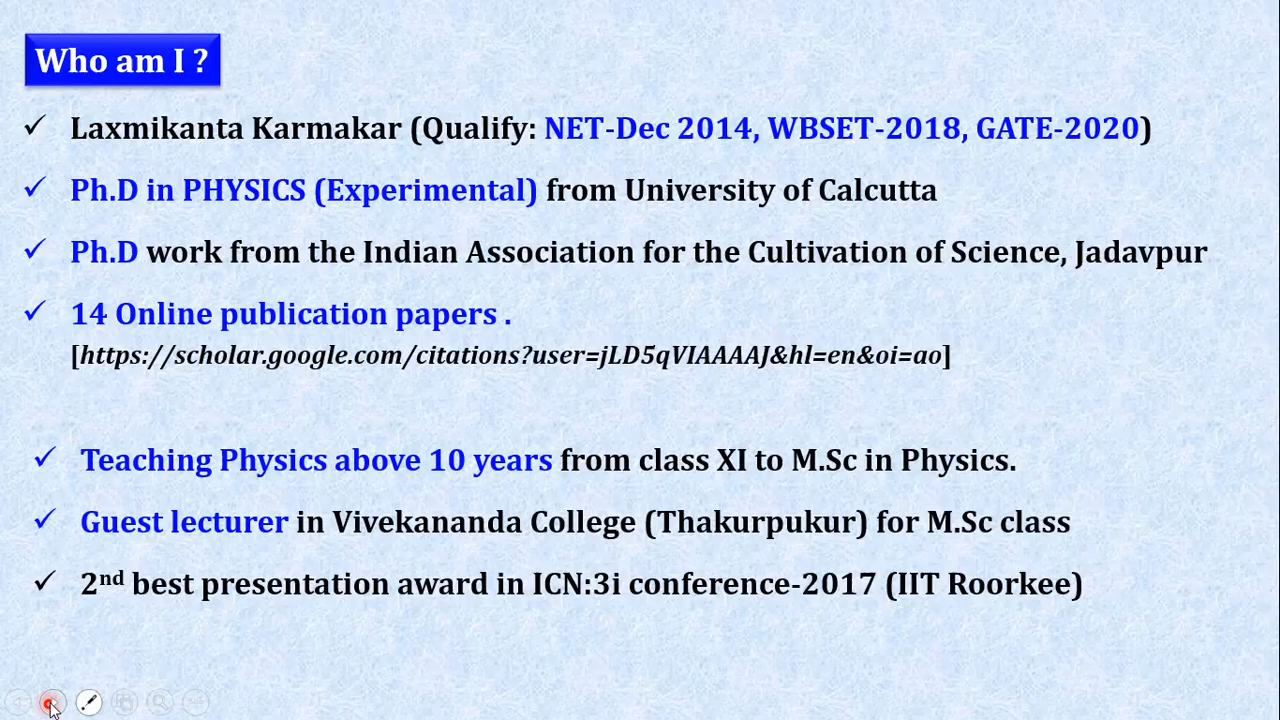 Who am I ?
✓ Laxmikanta Karmakar (Qualify: NET-Dec 2014, WBSET-2018, GATE-2020)
✓ Ph.D in PHYSICS (Experimental) from University of Calcutta
✓ Ph.D work from the Indian Association for the Cultivation of Science, Jadavpur
✓ 14 Online publication papers .
[https://scholar.google.com/citations?user=jLD5qVIAAAAJ&hl=en&oi=ao]
✓ Teaching Physics above 10 years from class XI to M.Sc in Physics.
✓ Guest lecturer in Vivekananda College (Thakurpukur) for M.Sc class
✓ 2nd best presentation award in ICN:3i conference-2017 (IIT Roorkee)